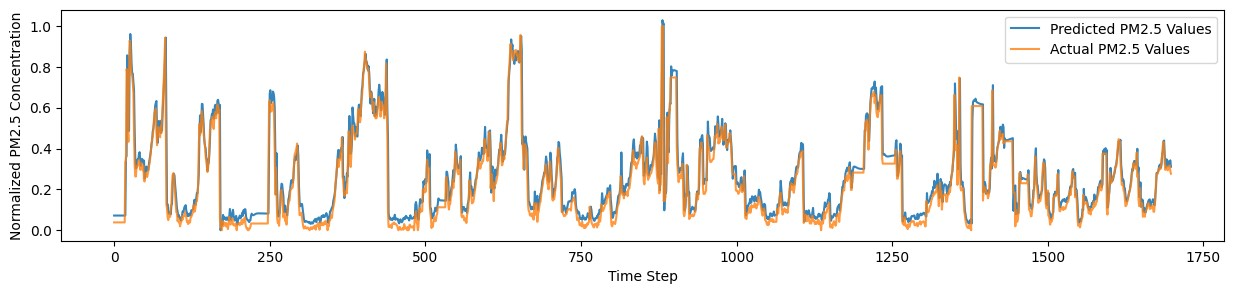 Predicted PM2.5 Values
Actual PM2.5 Values
Normalized PM2.5 Concentration
1.0
0.8
0.6
0.4
0.2
0.0
0 250 500 750 1000 1250 1500 1750
Time Step